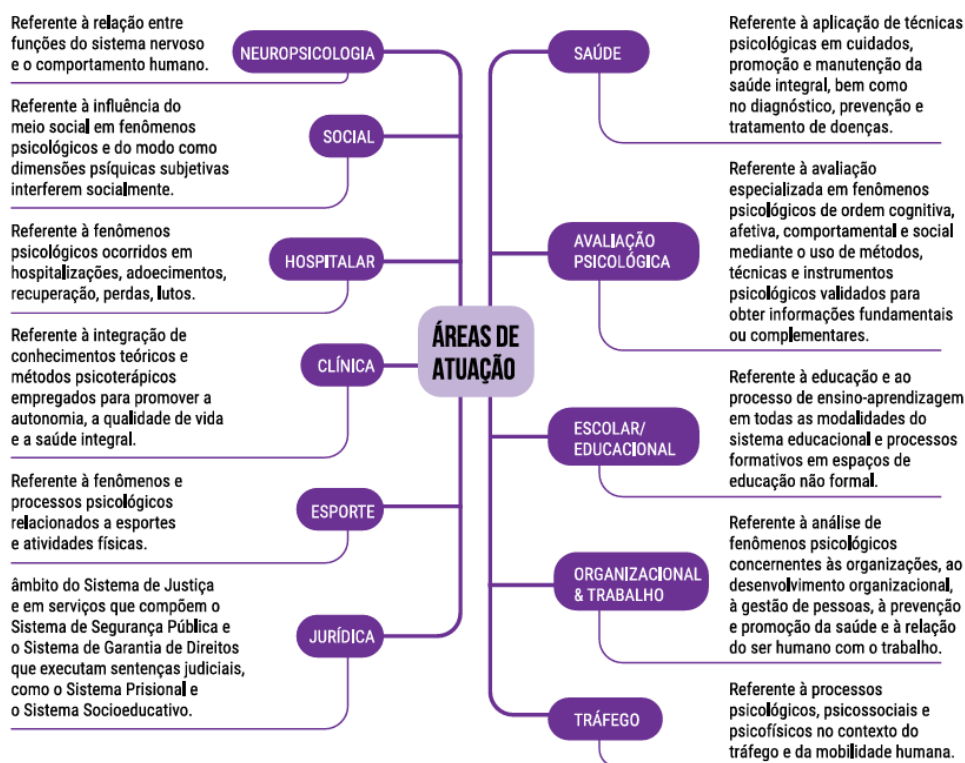 Referente à relação entre
funções do sistema nervoso
e o comportamento humano.
NEUROPSICOLOGIA
Referente à influência do
meio social em fenômenos
psicológicos e do modo como
dimensões psíquicas subjetivas
interferem socialmente.
SOCIAL
Referente à fenômenos
psicológicos ocorridos em
hospitalizações, adoecimentos,
recuperação, perdas, lutos.
HOSPITALAR
Referente à integração de
conhecimentos teóricos e
métodos psicoterápicos
empregados para promover a
autonomia, a qualidade de vida
e a saúde integral.
CLÍNICA
Referente à fenômenos e
processos psicológicos
relacionados a esportes
e atividades físicas.
ESPORTE
âmbito do Sistema de Justiça
e em serviços que compõem o
Sistema de Segurança Pública e
o Sistema de Garantia de Direitos
que executam sentenças judiciais,
como o Sistema Prisional e
o Sistema Socioeducativo.
JURÍDICA
ÁREAS DE
ATUAÇÃO
SAÚDE
Referente à aplicação de técnicas
psicológicas em cuidados,
promoção e manutenção da
saúde integral, bem como
no diagnóstico, prevenção e
tratamento de doenças.
AVALIAÇÃO
PSICOLÓGICA
Referente à avaliação
especializada em fenômenos
psicológicos de ordem cognitiva,
afetiva, comportamental e social
mediante o uso de métodos,
técnicas e instrumentos
psicológicos validados para
obter informações fundamentais
ou complementares.
ESCOLAR/
EDUCACIONAL
Referente à educação e ao
processo de ensino-aprendizagem
em todas as modalidades do
sistema educacional e processos
formativos em espaços de
educação não formal.
ORGANIZACIONAL
& TRABALHO
Referente à análise de
fenômenos psicológicos
concernentes às organizações, ao
desenvolvimento organizacional,
à gestão de pessoas, à prevenção
e promoção da saúde e à relação
do ser humano com o trabalho.
TRÁFEGO
Referente à processos
psicológicos, psicossociais e
psicofísicos no contexto do
tráfego e da mobilidade humana.